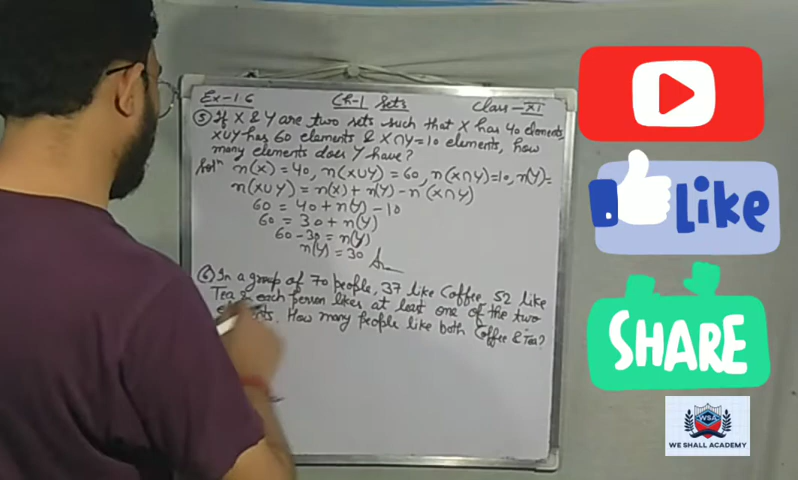 Ex-1.6 Ch-1 Sets Class-XI
⑤ If X & Y are two sets such that X has 40 elements,
X∪Y has 60 elements & X∩Y=10 elements, how
many elements does Y have?
Solⁿ n(X)=40, n(X∪Y)=60, n(X∩Y)=10, n(Y)=
n(X∪Y) = n(X) + n(Y) - n(X∩Y)
60 = 40 + n(Y) - 10
60 = 30 + n(Y)
60-30 = n(Y)
n(Y) = 30 Ans
⑥ In a group of 70 people, 37 like Coffee, 52 like
Tea & each person likes at least one of the two
How many people like both Coffee & Tea?
Like
SHARE
WSA
WE SHALL ACADEMY